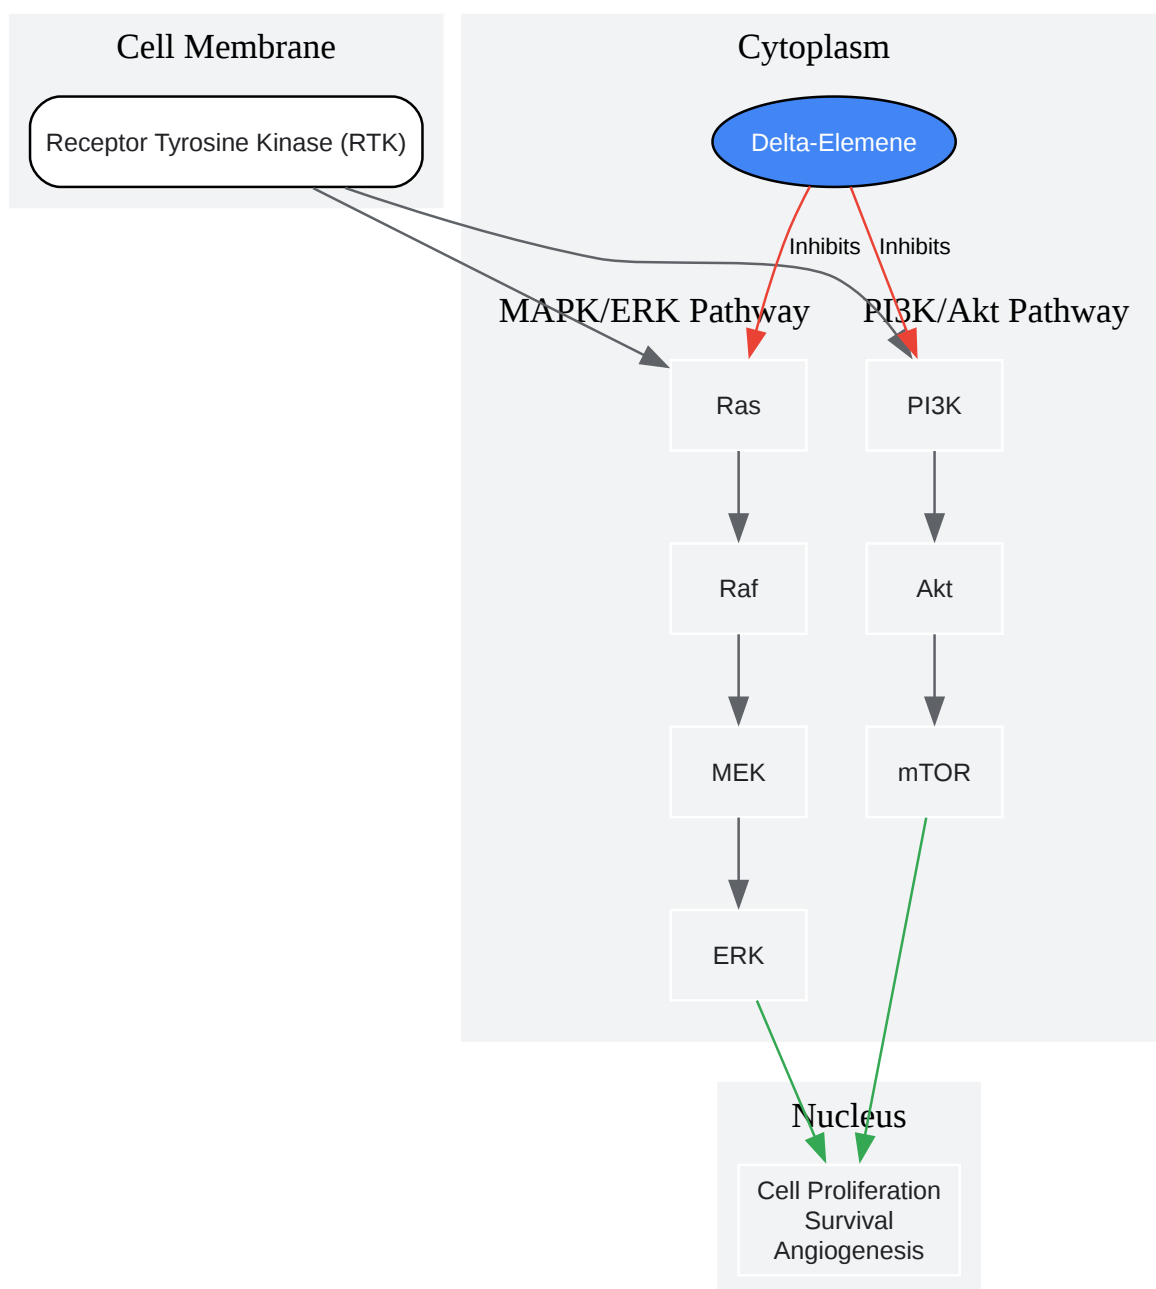 Cell Membrane
Cytoplasm
Receptor Tyrosine Kinase (RTK)
Delta-Elemene
Inhibits
Inhibits
MAPK/ERK Pathway
PI3K/Akt Pathway
Ras
PI3K
Raf
Akt
MEK
mTOR
ERK
Nucleus
Cell Proliferation
Survival
Angiogenesis